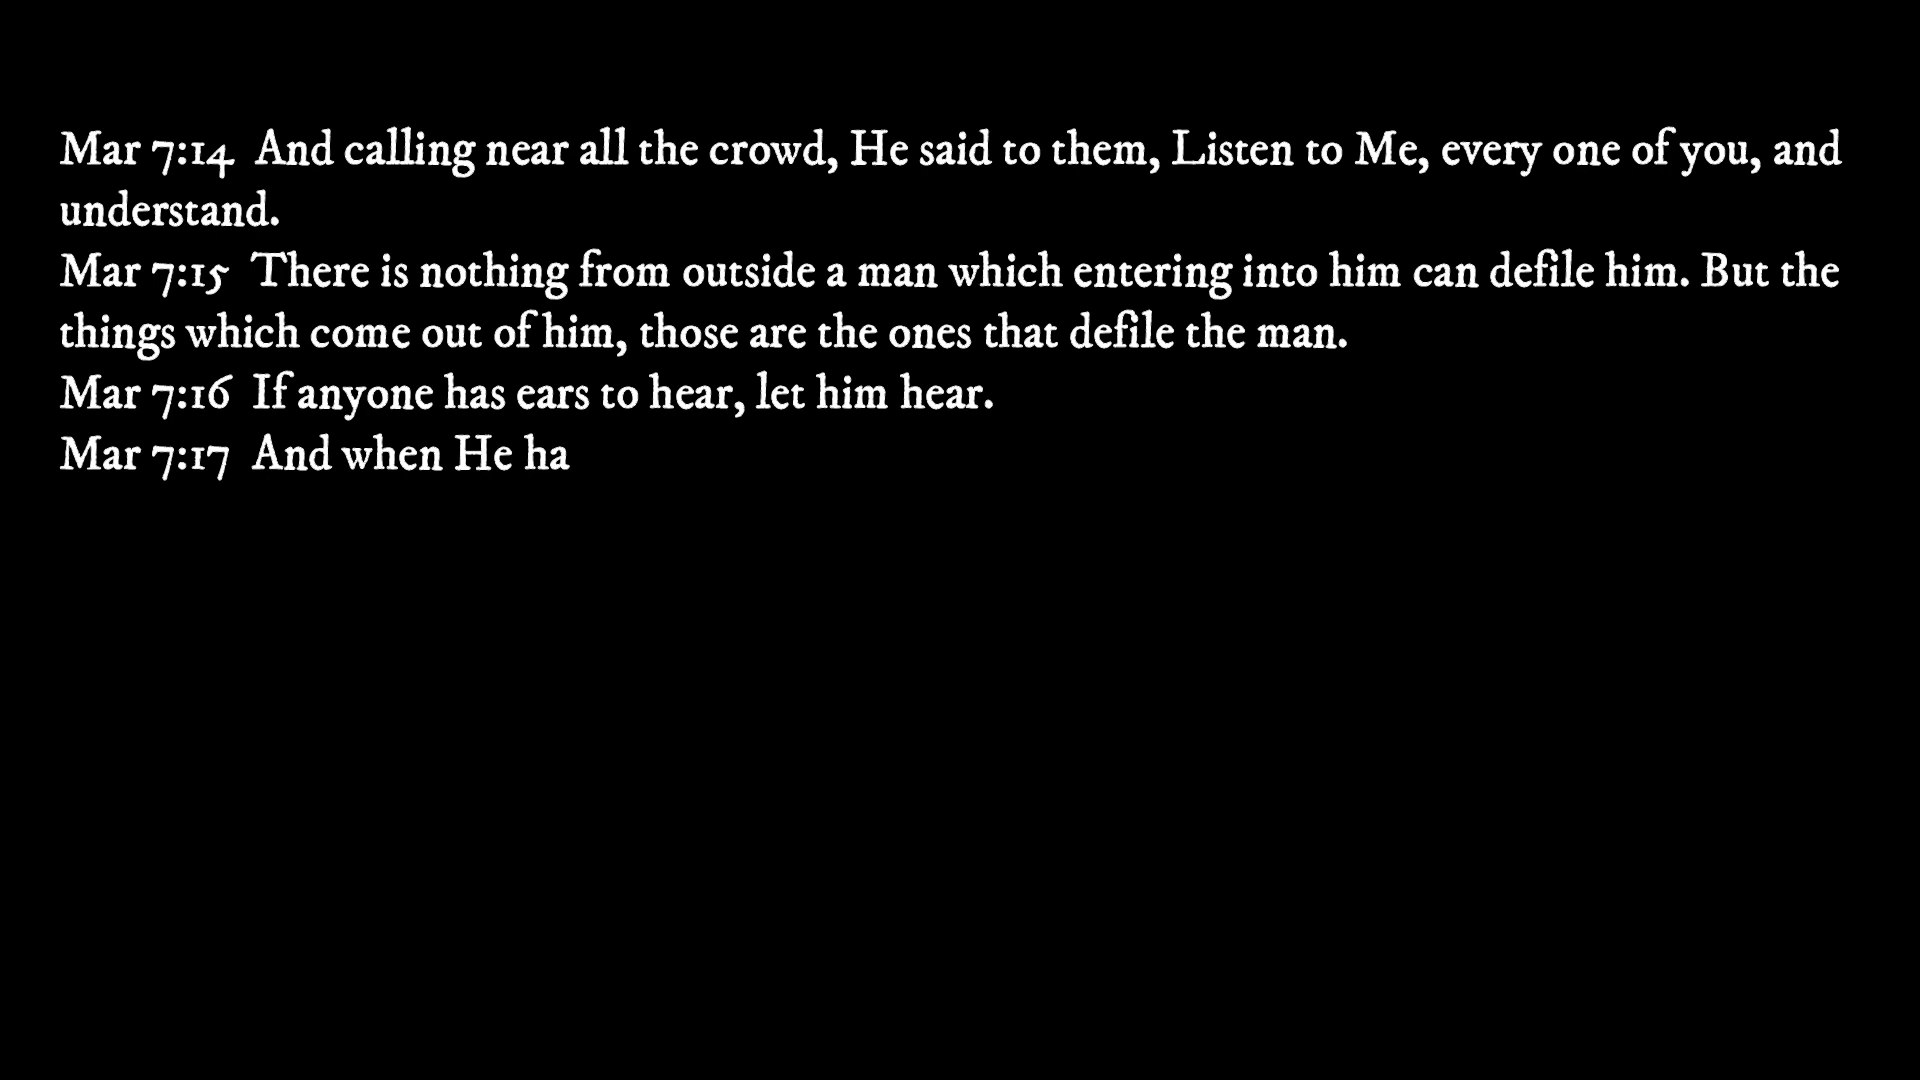 Mar 7:14 And calling near all the crowd, He said to them, Listen to Me, every one of you, and
understand.
Mar 7:15 There is nothing from outside a man which entering into him can defile him. But the
things which come out of him, those are the ones that defile the man.
Mar 7:16 If anyone has ears to hear, let him hear.
Mar 7:17 And when He ha